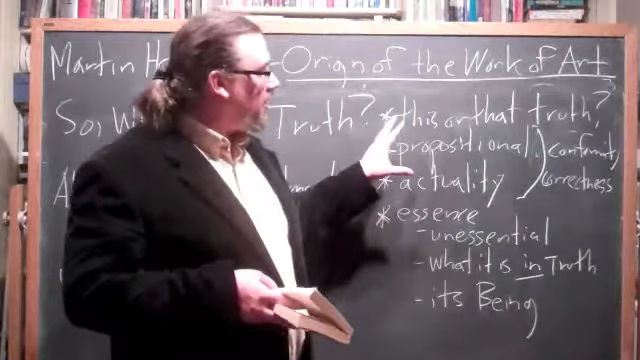 Martin Orign of the Work of Art
So, Truth? * this or that truth?
- propositional conformity,
* actuality correctness
* essence
- unessential
- what it is in Truth
- its Being